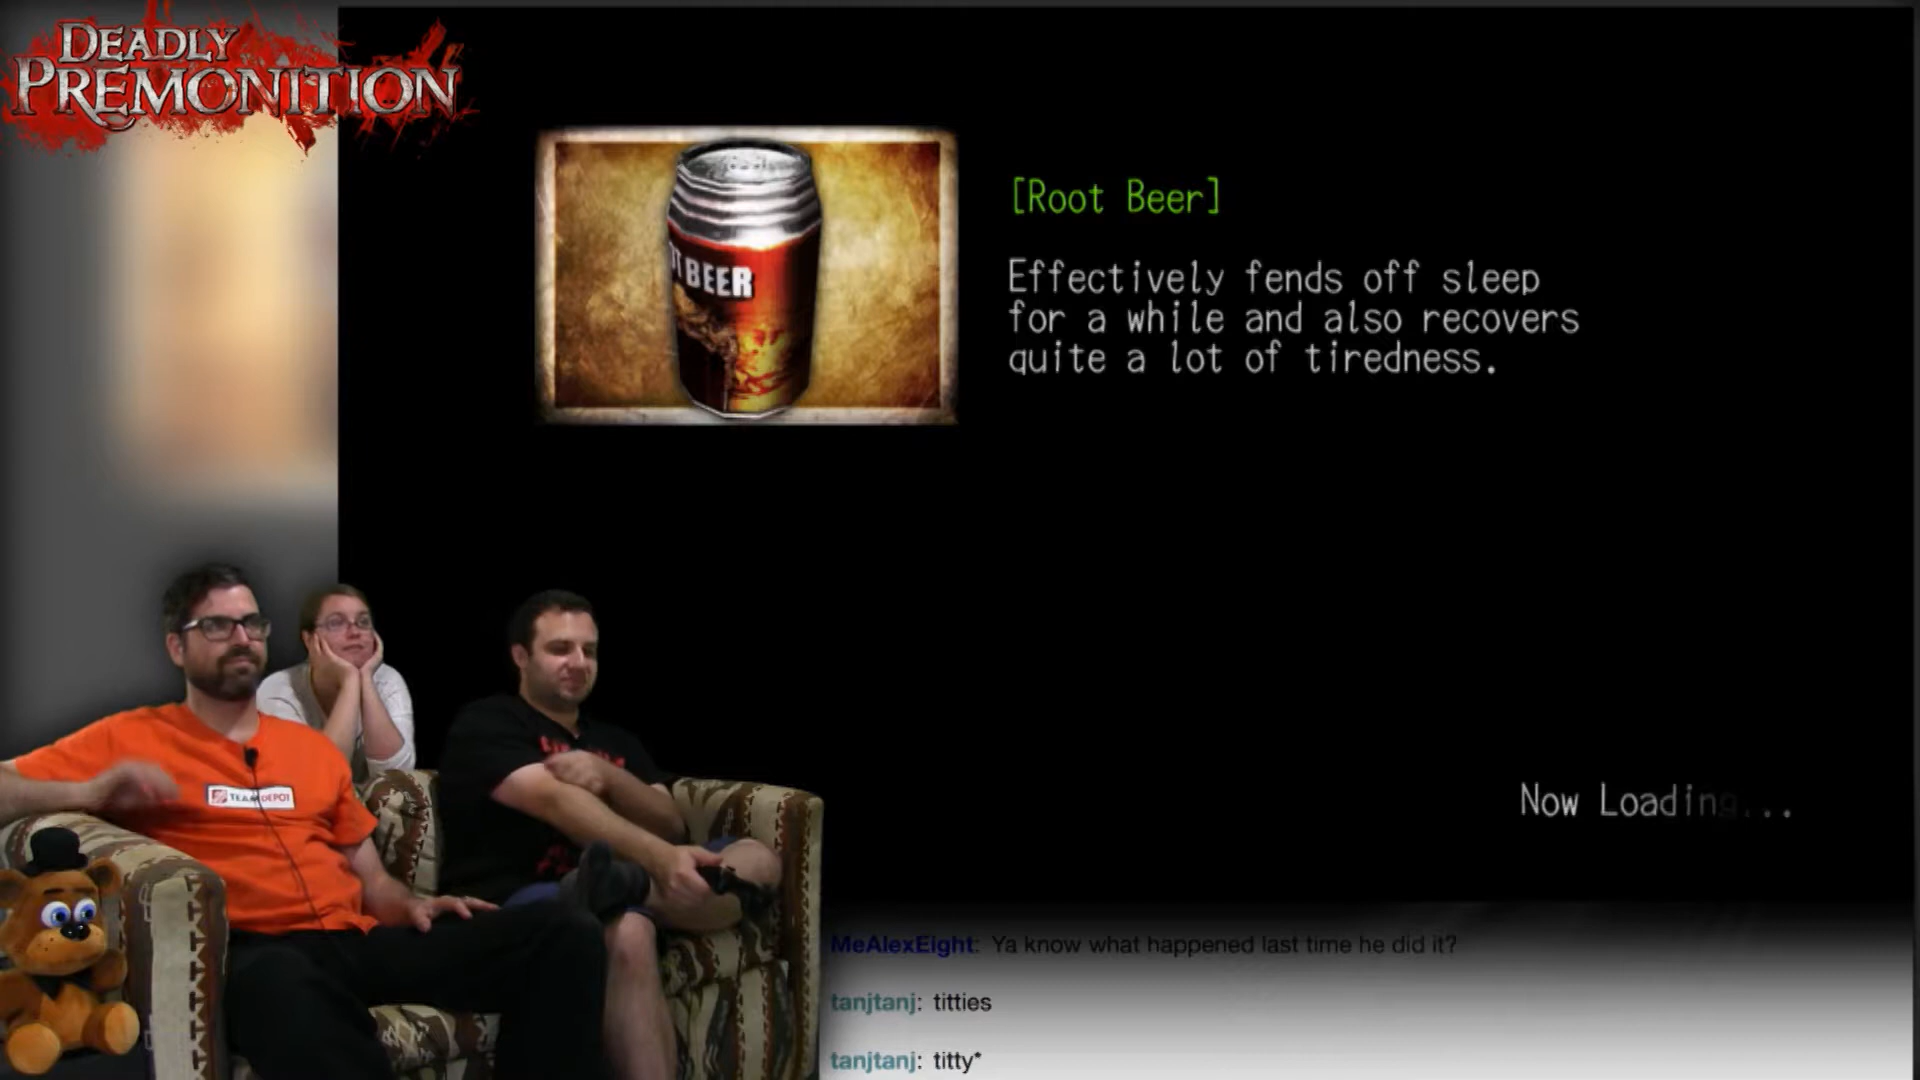 DEADLY
PREMONITION
OT BEER
[Root Beer]
Effectively fends off sleep
for a while and also recovers
quite a lot of tiredness.
TEAM DEPOT
Now Loading...
MeAlexEight: Ya know what happened last time he did it?
tanjtanj: titties
tanjtanj: titty*